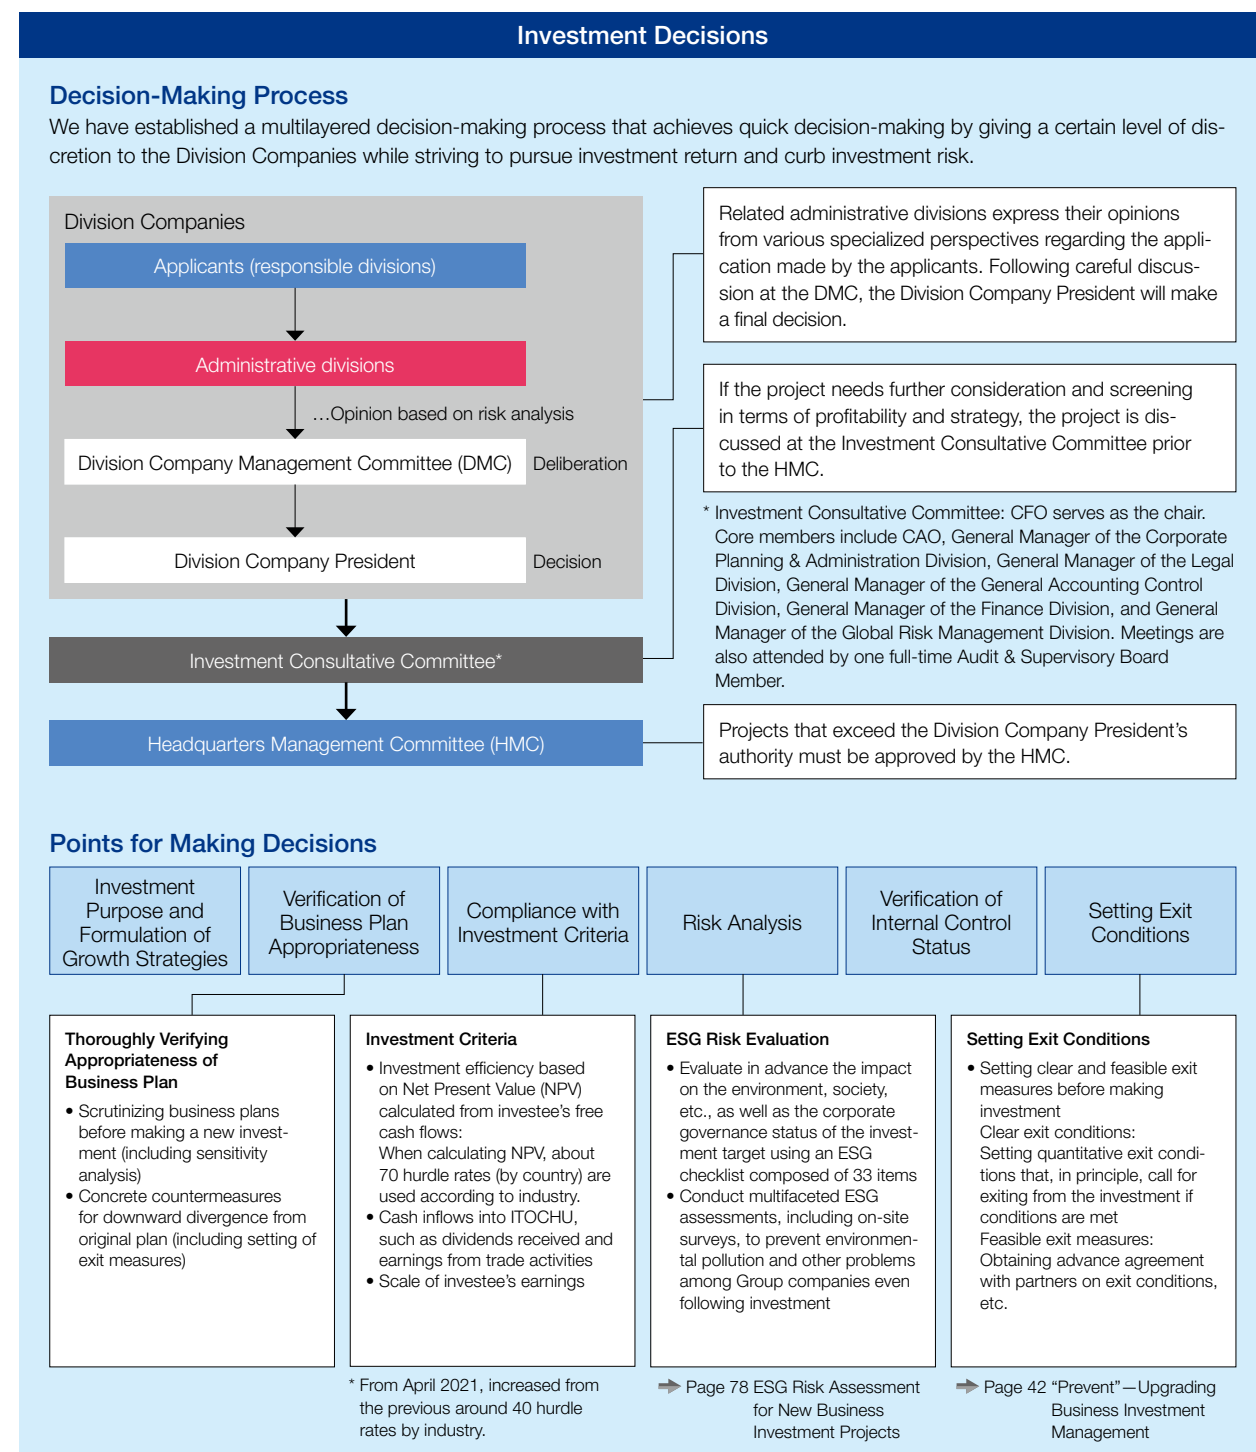 Investment Decisions
Decision-Making Process
We have established a multilayered decision-making process that achieves quick decision-making by giving a certain level of dis-
cretion to the Division Companies while striving to pursue investment return and curb investment risk.
Division Companies
Applicants (responsible divisions)
Administrative divisions
…Opinion based on risk analysis
Division Company Management Committee (DMC)
Deliberation
Division Company President
Decision
Investment Consultative Committee*
Headquarters Management Committee (HMC)
Related administrative divisions express their opinions
from various specialized perspectives regarding the appli-
cation made by the applicants. Following careful discus-
sion at the DMC, the Division Company President will make
a final decision.
If the project needs further consideration and screening
in terms of profitability and strategy, the project is dis-
cussed at the Investment Consultative Committee prior
to the HMC.
* Investment Consultative Committee: CFO serves as the chair.
Core members include CAO, General Manager of the Corporate
Planning & Administration Division, General Manager of the Legal
Division, General Manager of the General Accounting Control
Division, General Manager of the Finance Division, and General
Manager of the Global Risk Management Division. Meetings are
also attended by one full-time Audit & Supervisory Board
Member.
Projects that exceed the Division Company President's
authority must be approved by the HMC.
Points for Making Decisions
Investment
Purpose and
Formulation of
Growth Strategies
Verification of
Business Plan
Appropriateness
Compliance with
Investment Criteria
Risk Analysis
Verification of
Internal Control
Status
Setting Exit
Conditions
Thoroughly Verifying
Appropriateness of
Business Plan
• Scrutinizing business plans
before making a new invest-
ment (including sensitivity
analysis)
• Concrete countermeasures
for downward divergence from
original plan (including setting of
exit measures)
Investment Criteria
• Investment efficiency based
on Net Present Value (NPV)
calculated from investee's free
cash flows:
When calculating NPV, about
70 hurdle rates (by country) are
used according to industry.
• Cash inflows into ITOCHU,
such as dividends received and
earnings from trade activities
• Scale of investee's earnings
* From April 2021, increased from
the previous around 40 hurdle
rates by industry.
ESG Risk Evaluation
• Evaluate in advance the impact
on the environment, society,
etc., as well as the corporate
governance status of the invest-
ment target using an ESG
checklist composed of 33 items
• Conduct multifaceted ESG
assessments, including on-site
surveys, to prevent environmen-
tal pollution and other problems
among Group companies even
following investment
Page 78 ESG Risk Assessment
for New Business
Investment Projects
Setting Exit Conditions
• Setting clear and feasible exit
measures before making
investment
Clear exit conditions:
Setting quantitative exit condi-
tions that, in principle, call for
exiting from the investment if
conditions are met
Feasible exit measures:
Obtaining advance agreement
with partners on exit conditions,
etc.
Page 42 “Prevent”—Upgrading
Business Investment
Management